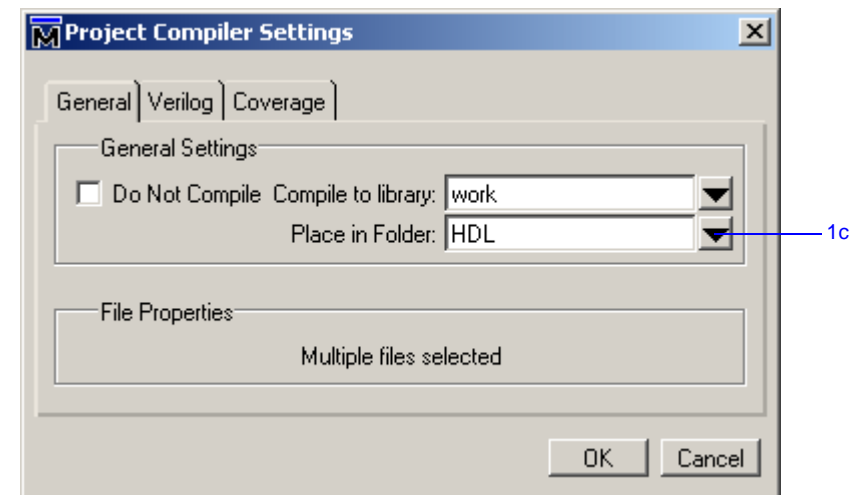 Project Compiler Settings
General Verilog Coverage
General Settings
Do Not Compile Compile to library: work
Place in Folder: HDL
1c
File Properties
Multiple files selected
OK Cancel